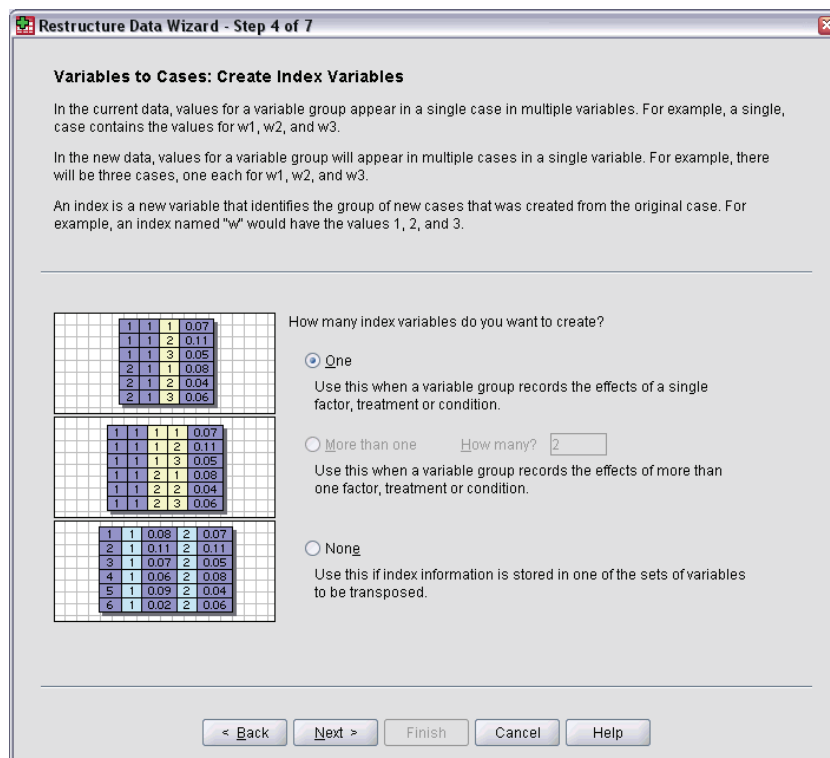 Restructure Data Wizard - Step 4 of 7
Variables to Cases: Create Index Variables
In the current data, values for a variable group appear in a single case in multiple variables. For example, a single,
case contains the values for w1, w2, and w3.
In the new data, values for a variable group will appear in multiple cases in a single variable. For example, there
will be three cases, one each for w1, w2, and w3.
An index is a new variable that identifies the group of new cases that was created from the original case. For
example, an index named "w" would have the values 1, 2, and 3.
How many index variables do you want to create?
1 1 1 0.07
1 1 2 0.11
1 1 3 0.05
2 1 1 0.08
2 1 2 0.04
2 1 3 0.06
One
Use this when a variable group records the effects of a single
factor, treatment or condition.
1 1 1 1 0.07
1 1 1 2 0.11
1 1 1 3 0.05
1 1 2 1 0.08
1 1 2 2 0.04
1 1 2 3 0.06
More than one How many? 2
Use this when a variable group records the effects of more than
one factor, treatment or condition.
1 1 0.08 2 0.07
2 1 0.11 2 0.11
3 1 0.07 2 0.05
4 1 0.06 2 0.08
5 1 0.09 2 0.04
6 1 0.02 2 0.06
None
Use this if index information is stored in one of the sets of variables
to be transposed.
< Back Next > Finish Cancel Help